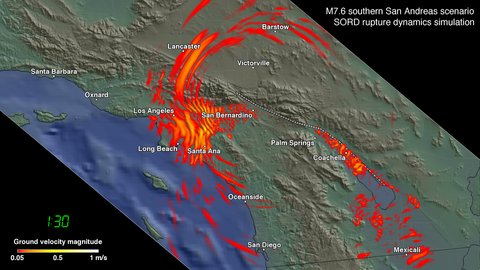 M7.6 southern San Andreas scenario
SORD rupture dynamics simulation
Barstow
Lancaster
Victorville
Santa Barbara
Oxnard
Los Angeles
San Bernardino
Palm Springs
Long Beach
Santa Ana
Coachella
Oceanside
1:30
Ground velocity magnitude
San Diego
Mexicali
0.05 0.5 1 m/s